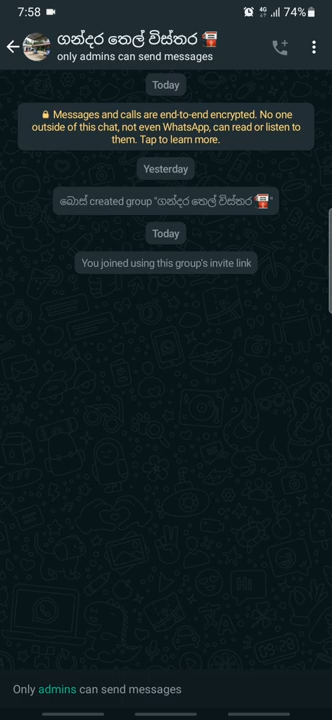 7:58
4G
74%
ගන්දර තෙල් විස්තර ⛽
only admins can send messages
Today
🔒 Messages and calls are end-to-end encrypted. No one
outside of this chat, not even WhatsApp, can read or listen to
them. Tap to learn more.
Yesterday
බොස් created group "ගන්දර තෙල් විස්තර ⛽"
Today
You joined using this group's invite link
Only admins can send messages